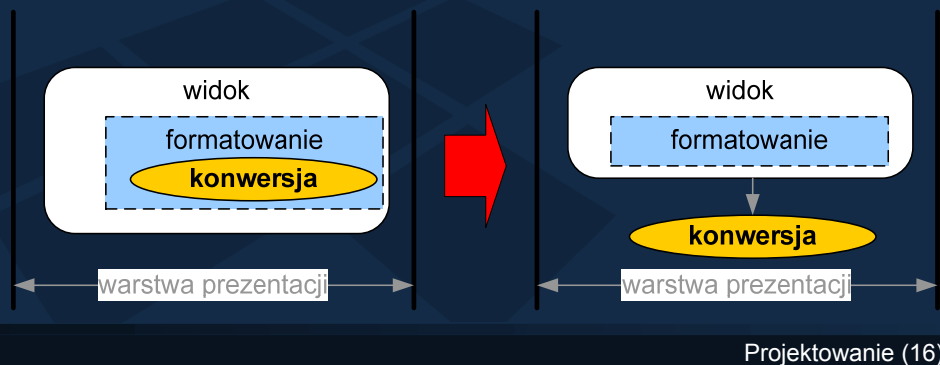 widok
formatowanie
konwersja
warstwa prezentacji
widok
formatowanie
konwersja
warstwa prezentacji
Projektowanie (16)